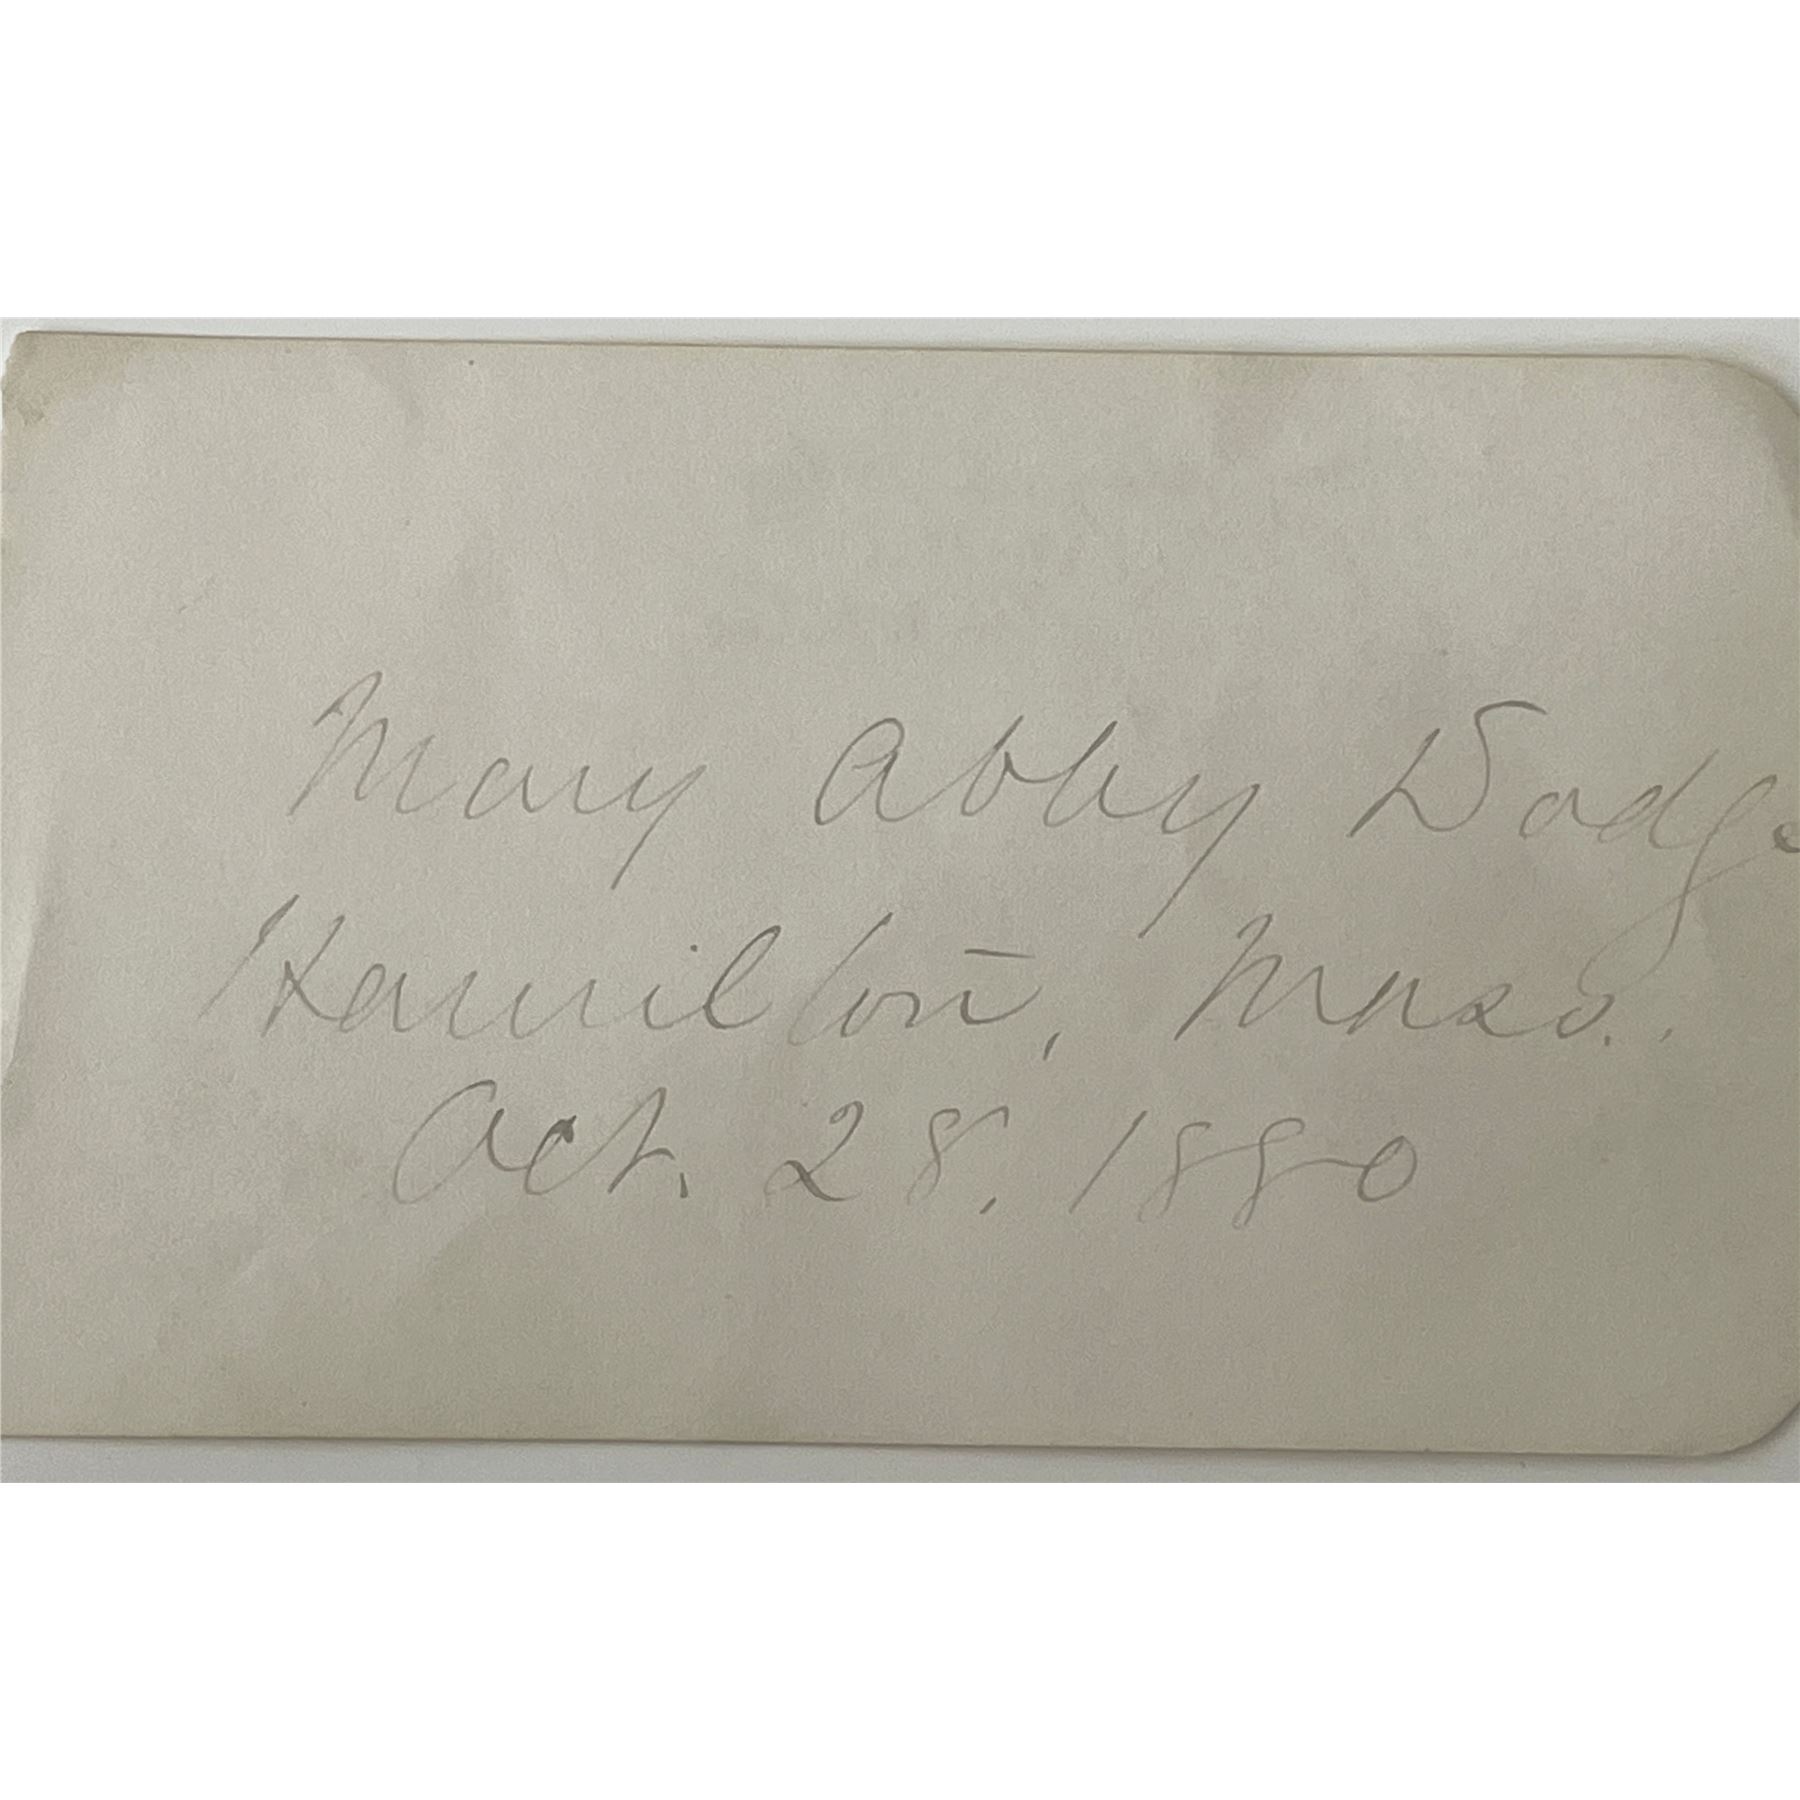 Mary Abby Dodge
Hamilton, Mass.
Oct. 28, 1880